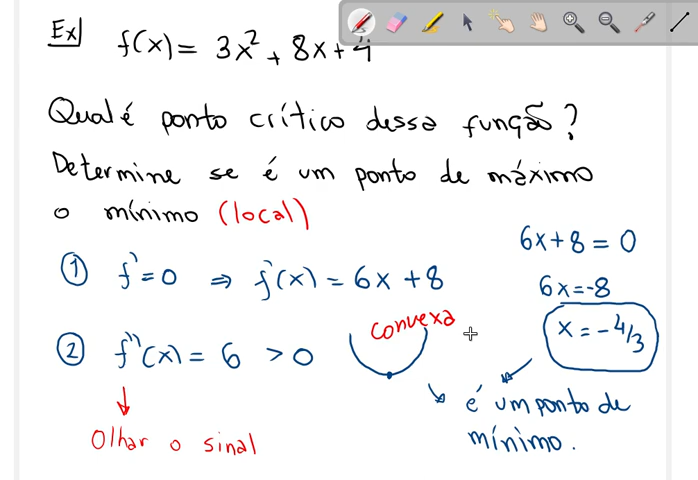 Ex)
f(x) = 3x² + 8x + 4
Qual é ponto crítico dessa função?
Determine se é um ponto de máximo
o mínimo (local)
① f' = 0 ⇒ f'(x) = 6x + 8
6x + 8 = 0
6x = -8
x = -4/3
② f''(x) = 6 > 0
convexa
é um ponto de
mínimo.
Olhar o sinal